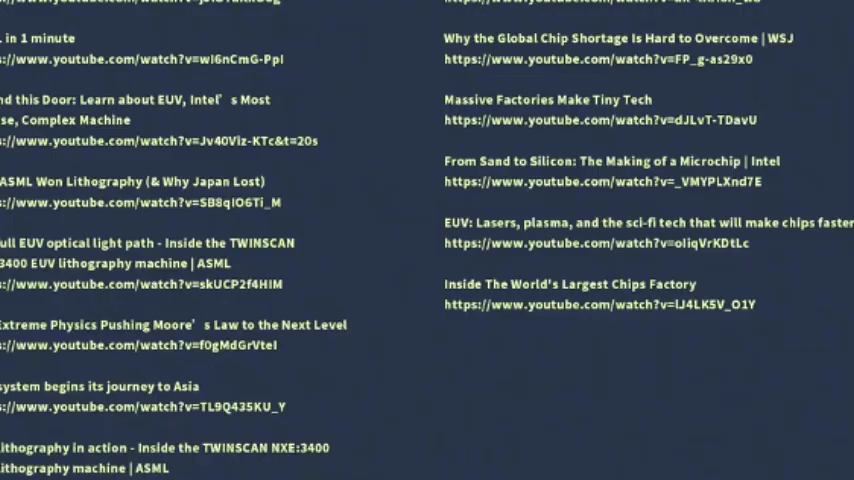 in 1 minute
://www.youtube.com/watch?v=wI6nCmG-PpI
this Door: Learn about EUV, Intel's Most
Complex Machine
://www.youtube.com/watch?v=Jv40Viz-KTc&t=20s
ASML Won Lithography (& Why Japan Lost)
://www.youtube.com/watch?v=SB8qIO6Ti_M
EUV optical light path - Inside the TWINSCAN
3400 EUV lithography machine | ASML
://www.youtube.com/watch?v=skUCP2f4HIM
Extreme Physics Pushing Moore's Law to the Next Level
://www.youtube.com/watch?v=f0gMdGrVteI
system begins its journey to Asia
://www.youtube.com/watch?v=TL9Q435KU_Y
lithography in action - Inside the TWINSCAN NXE:3400
lithography machine | ASML
Why the Global Chip Shortage Is Hard to Overcome | WSJ
https://www.youtube.com/watch?v=FP_g-as29x0
Massive Factories Make Tiny Tech
https://www.youtube.com/watch?v=dJLvT-TDavU
From Sand to Silicon: The Making of a Microchip | Intel
https://www.youtube.com/watch?v=_VMYPLXnd7E
EUV: Lasers, plasma, and the sci-fi tech that will make chips faster
https://www.youtube.com/watch?v=oIiqVrKDtLc
Inside The World's Largest Chips Factory
https://www.youtube.com/watch?v=lJ4LK5V_O1Y